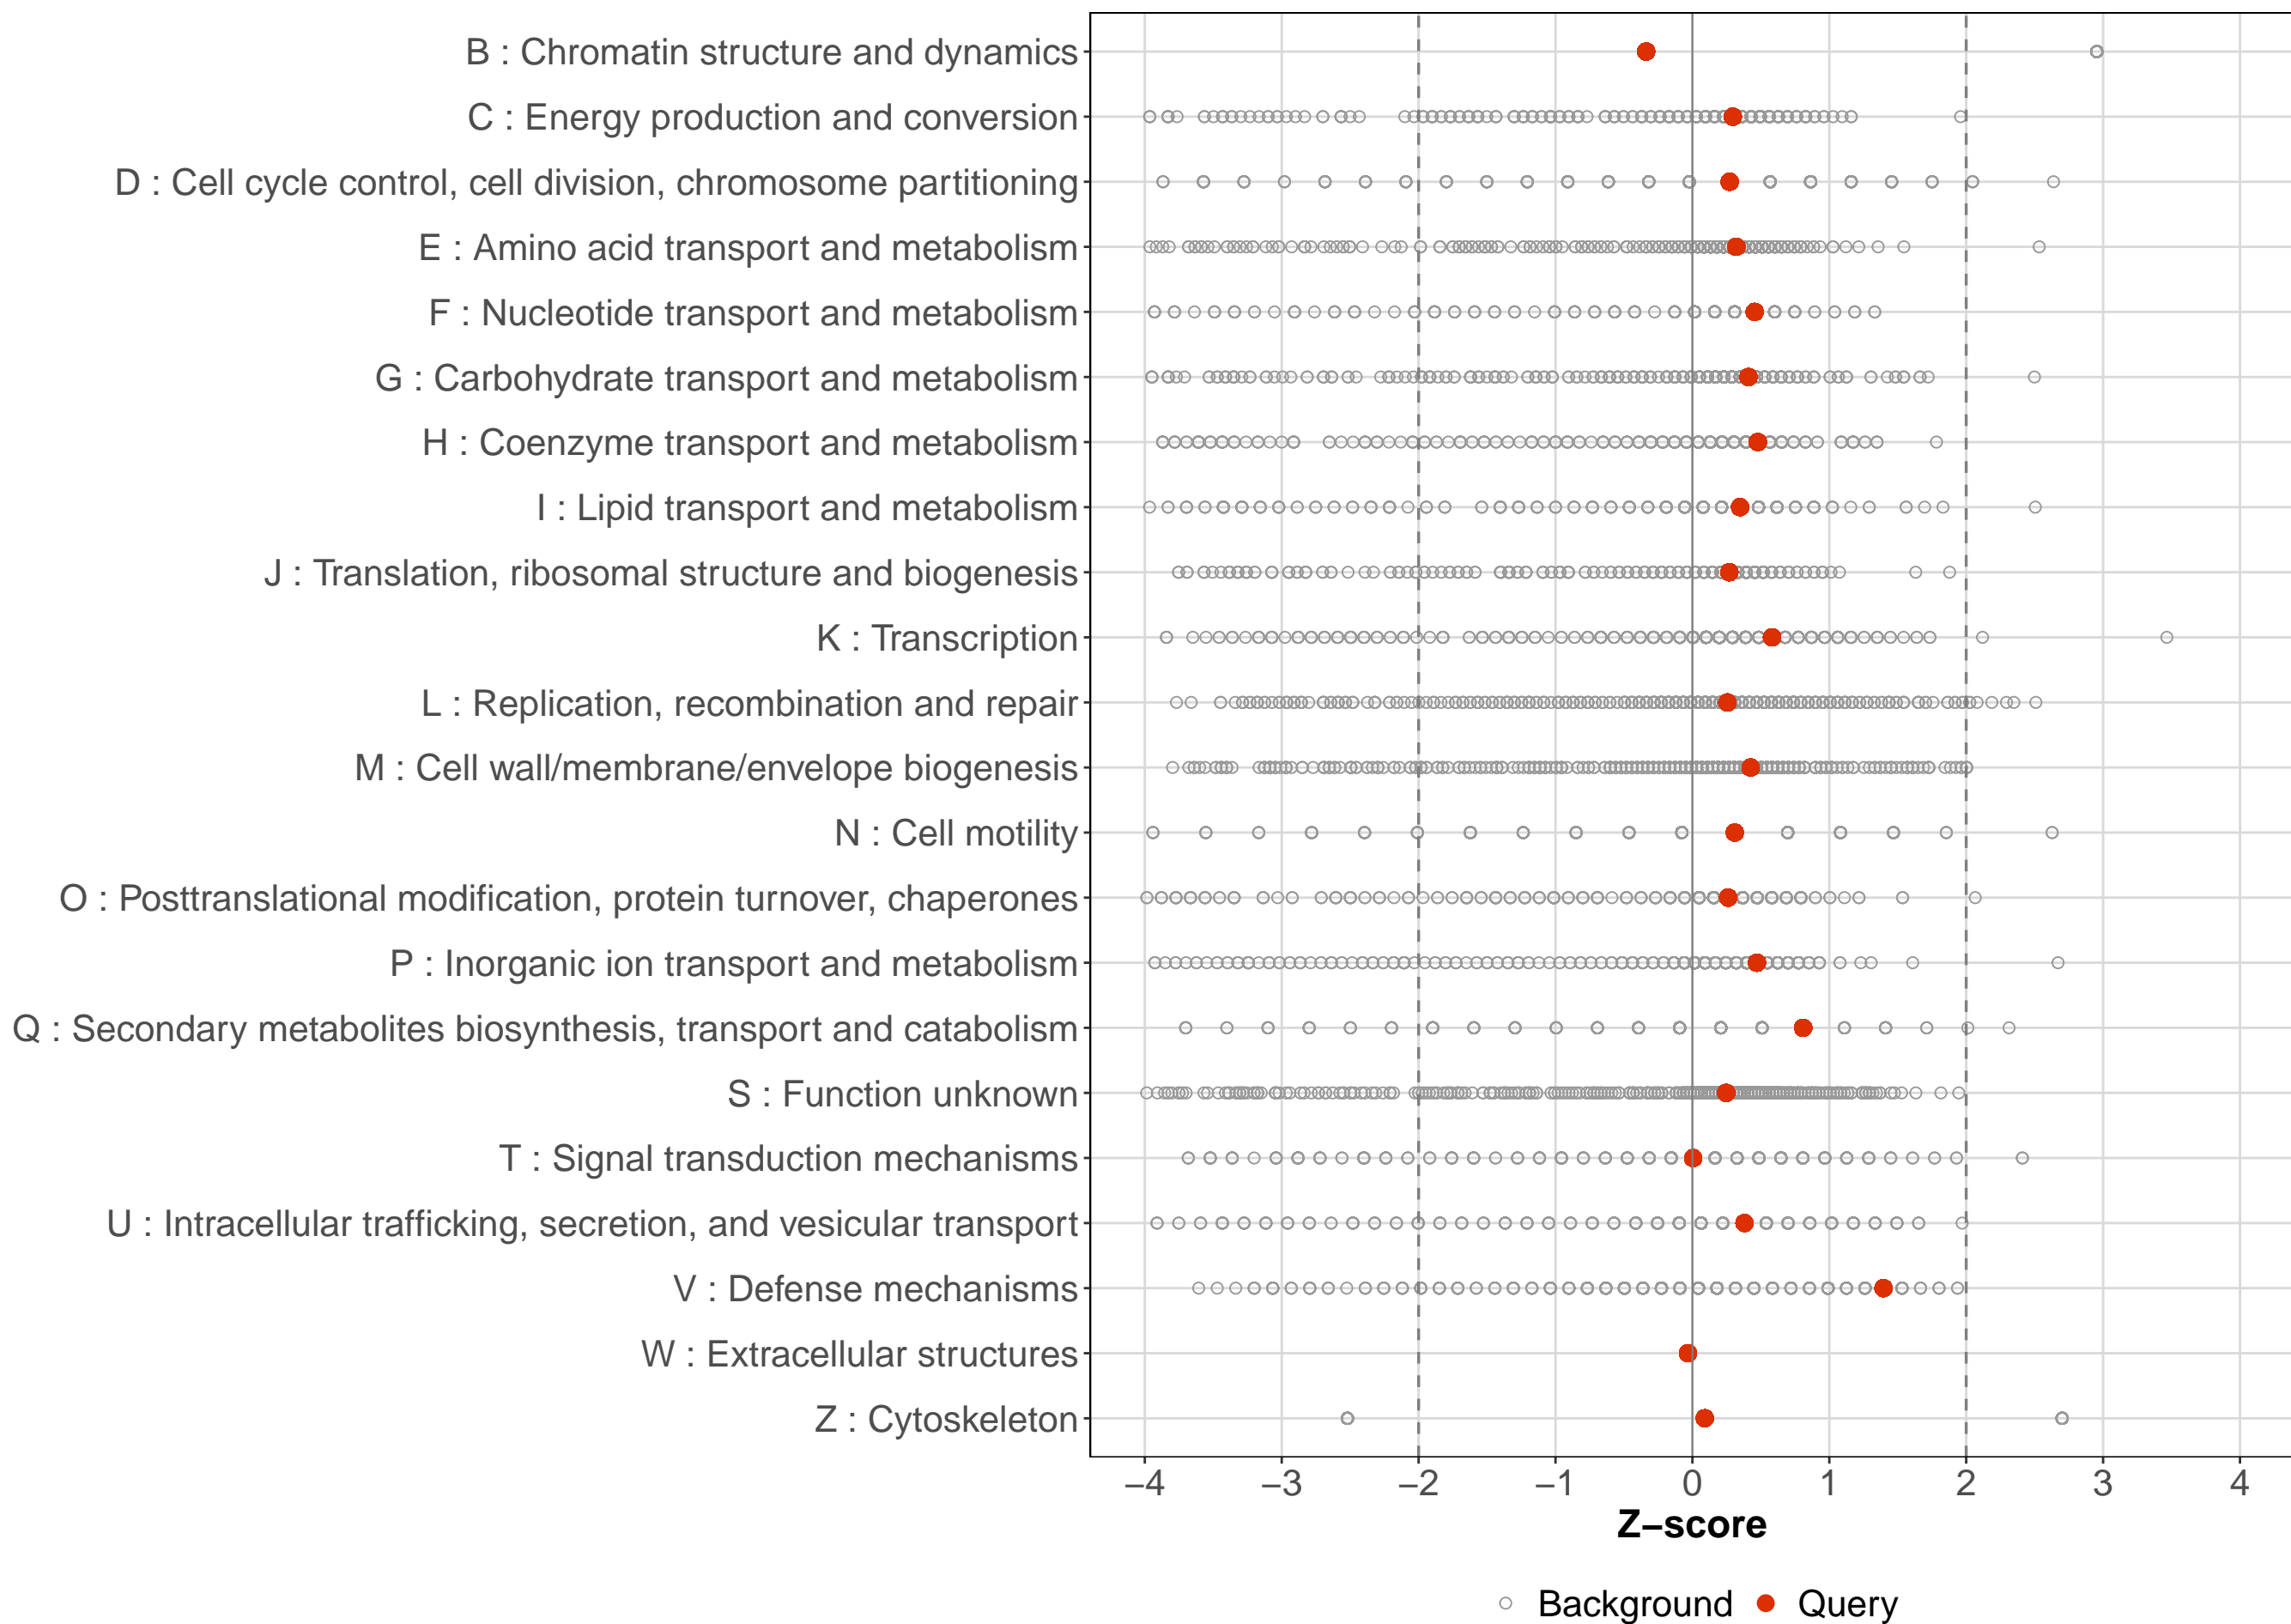 B : Chromatin structure and dynamics
C : Energy production and conversion
D : Cell cycle control, cell division, chromosome partitioning
E : Amino acid transport and metabolism
F : Nucleotide transport and metabolism
G : Carbohydrate transport and metabolism
H : Coenzyme transport and metabolism
I : Lipid transport and metabolism
J : Translation, ribosomal structure and biogenesis
K : Transcription
L : Replication, recombination and repair
M : Cell wall/membrane/envelope biogenesis
N : Cell motility
O : Posttranslational modification, protein turnover, chaperones
P : Inorganic ion transport and metabolism
Q : Secondary metabolites biosynthesis, transport and catabolism
S : Function unknown
T : Signal transduction mechanisms
U : Intracellular trafficking, secretion, and vesicular transport
V : Defense mechanisms
W : Extracellular structures
Z : Cytoskeleton
−4 −3 −2 −1 0 1 2 3 4
Z−score
Background Query